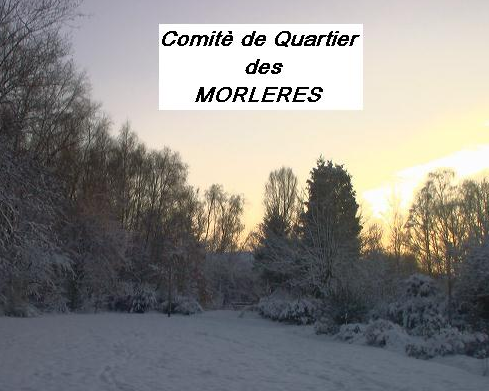 Comitè de Quartier
des
MORLERES